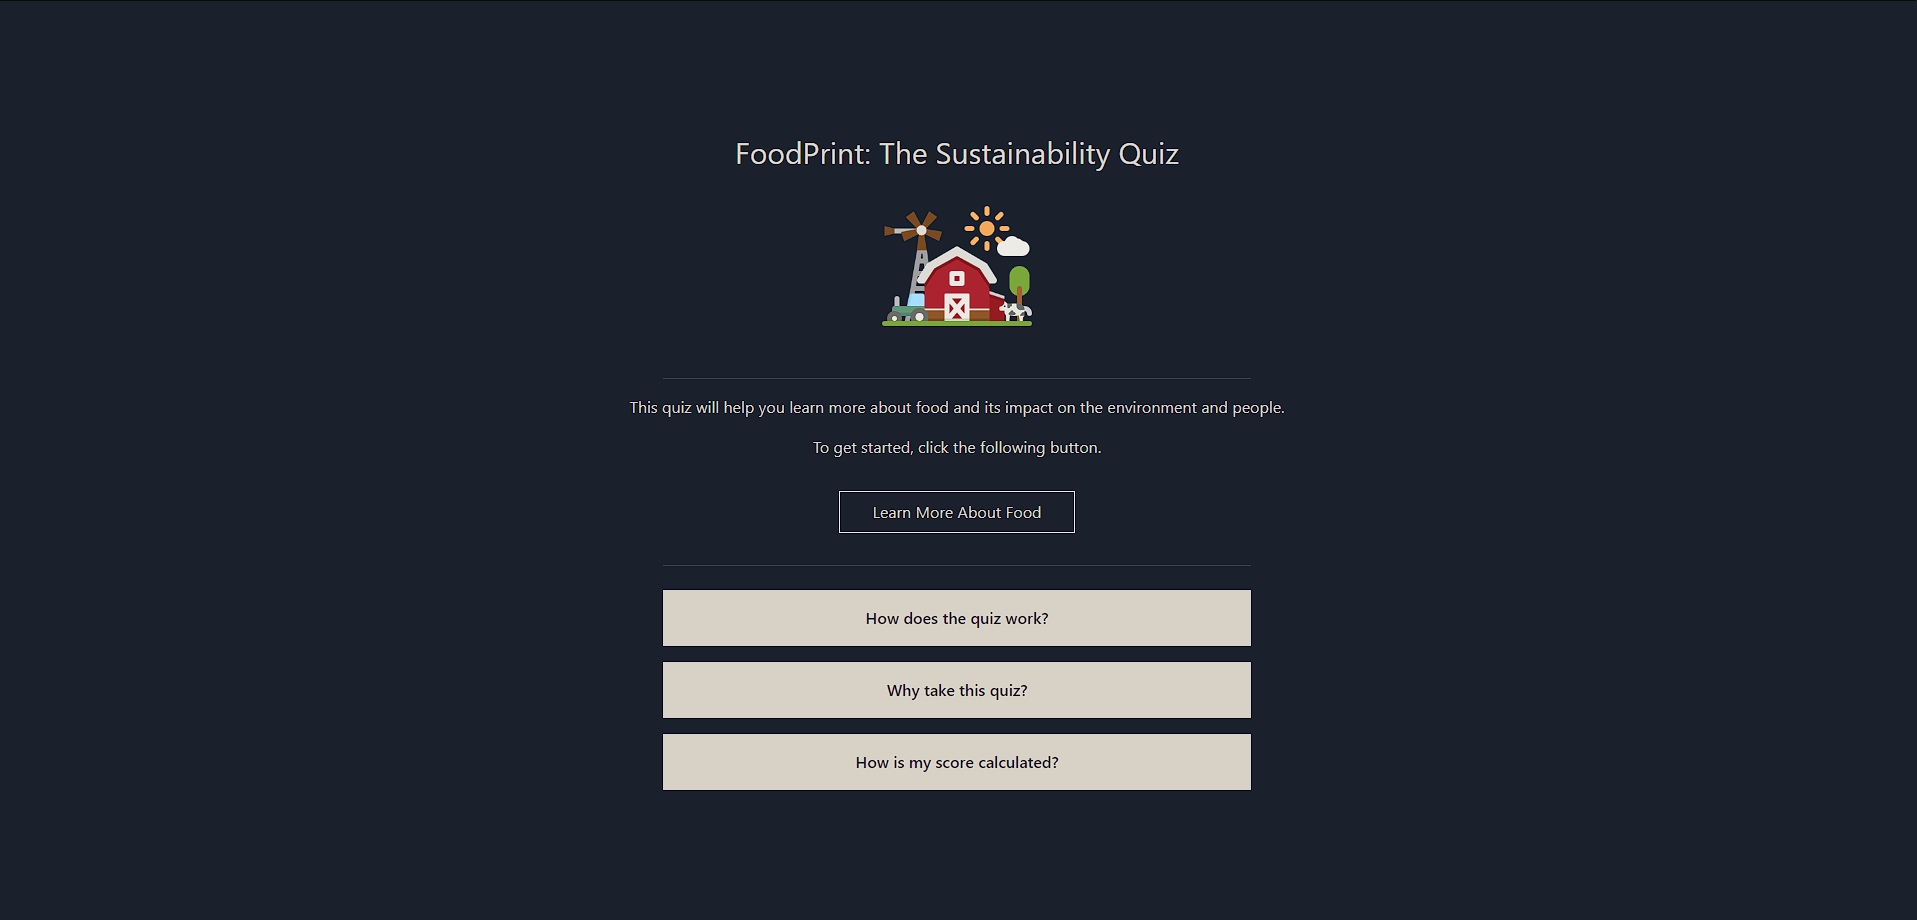 FoodPrint: The Sustainability Quiz
This quiz will help you learn more about food and its impact on the environment and people.
To get started, click the following button.
Learn More About Food
How does the quiz work?
Why take this quiz?
How is my score calculated?